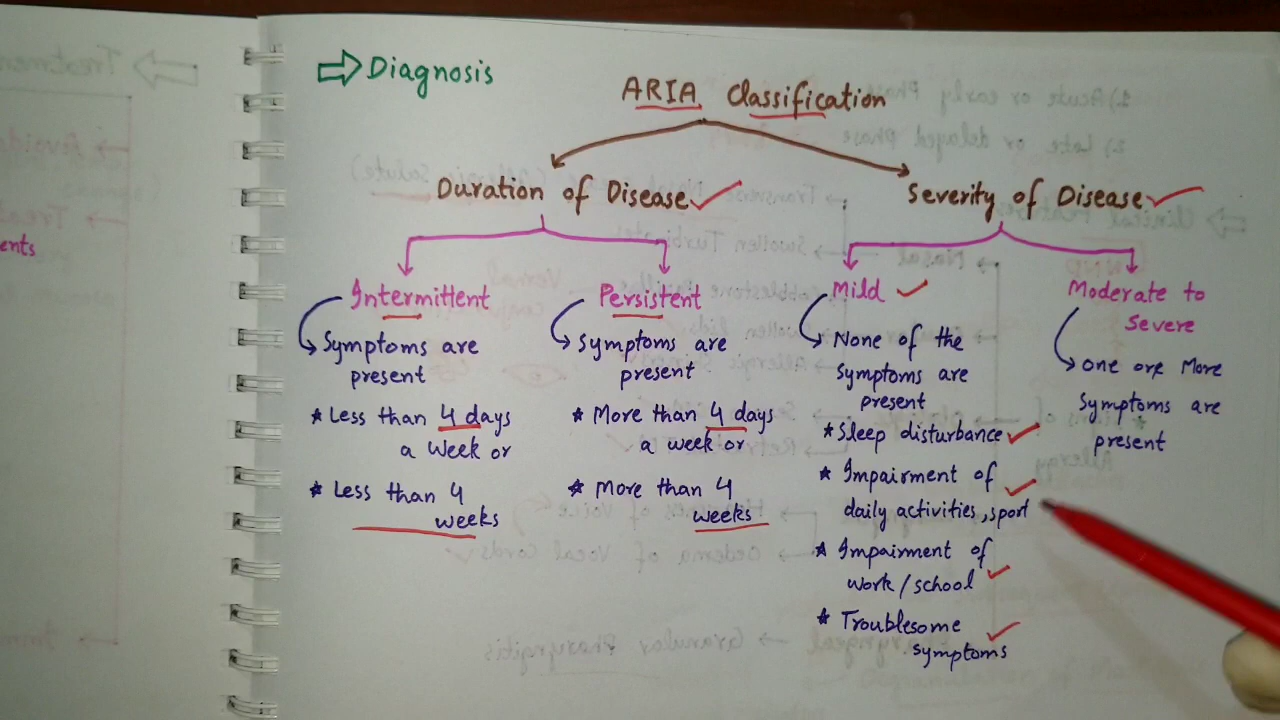 Diagnosis
ARIA Classification
Duration of Disease
Severity of Disease
Intermittent
Symptoms are
present
* Less than 4 days
a week or
* Less than 4
weeks
Persistent
Symptoms are
present
* More than 4 days
a week or
* More than 4
weeks
Mild
None of the
symptoms are
present
* Sleep disturbance
* Impairment of
daily activities, sport
* Impairment of
work/school
* Troublesome
symptoms
Moderate to
Severe
one ore More
symptoms are
present
ents